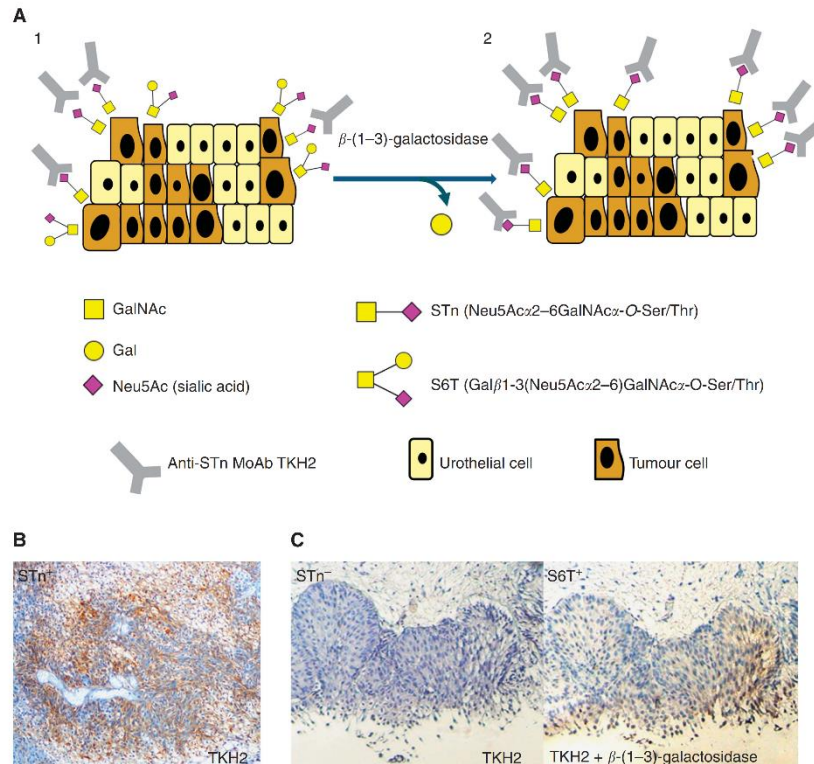 A
1
2
β-(1–3)-galactosidase
GalNAc
STn (Neu5Acα2–6GalNAcα-O-Ser/Thr)
Gal
Neu5Ac (sialic acid)
S6T (Galβ1-3(Neu5Acα2–6)GalNAcα-O-Ser/Thr)
Anti-STn MoAb TKH2
Urothelial cell
Tumour cell
B
C
STn⁺
STn⁻
S6T⁺
TKH2
TKH2
TKH2 + β-(1–3)-galactosidase